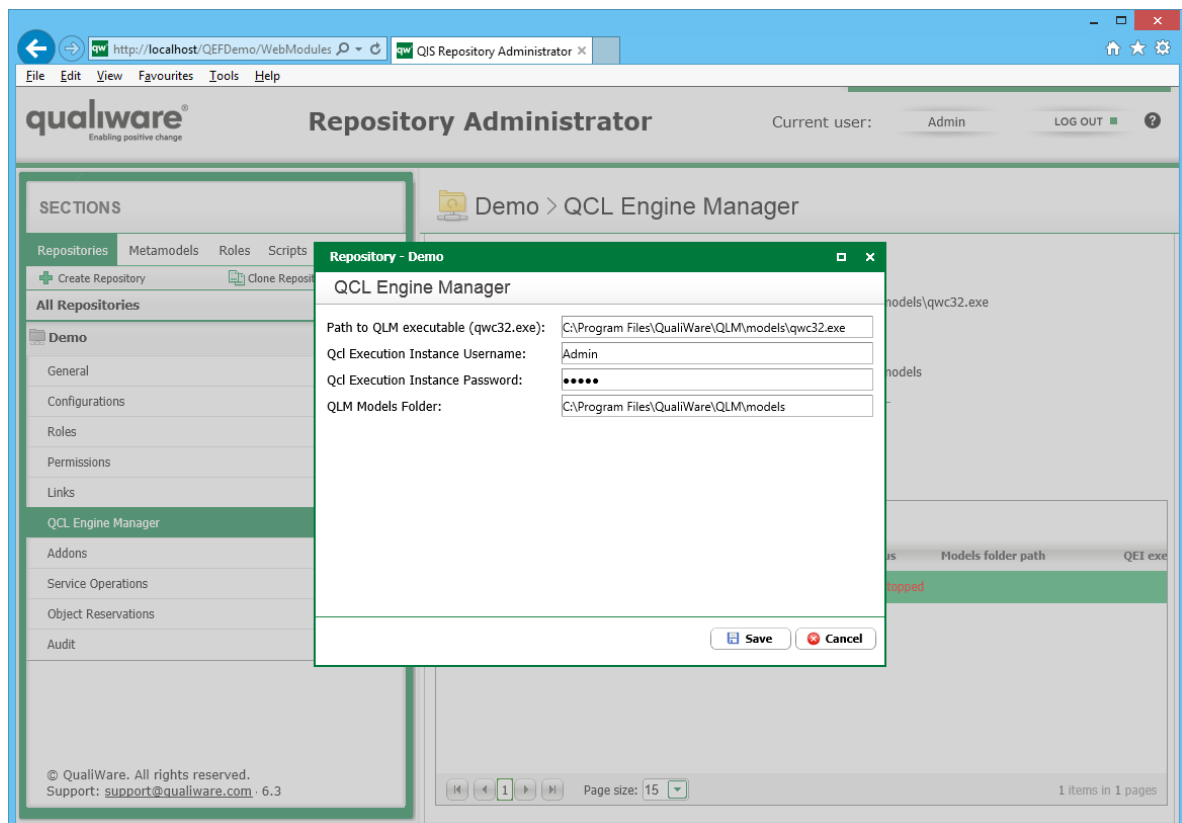 http://localhost/QEFDemo/WebModules
QIS Repository Administrator
File Edit View Favourites Tools Help
qualiware®
Enabling positive change
Repository Administrator
Current user: Admin LOG OUT
SECTIONS
Demo > QCL Engine Manager
Repositories Metamodels Roles Scripts
Create Repository Clone Reposit
All Repositories
Demo
General
Configurations
Roles
Permissions
Links
QCL Engine Manager
Addons
Service Operations
Object Reservations
Audit
Repository - Demo
QCL Engine Manager
Path to QLM executable (qwc32.exe): C:\Program Files\QualiWare\QLM\models\qwc32.exe
Qcl Execution Instance Username: Admin
Qcl Execution Instance Password: •••••
QLM Models Folder: C:\Program Files\QualiWare\QLM\models
Save Cancel
nodels\qwc32.exe
nodels
us Models folder path QEI exe
topped
1 Page size: 15 1 items in 1 pages
© QualiWare. All rights reserved.
Support: support@qualiware.com · 6.3